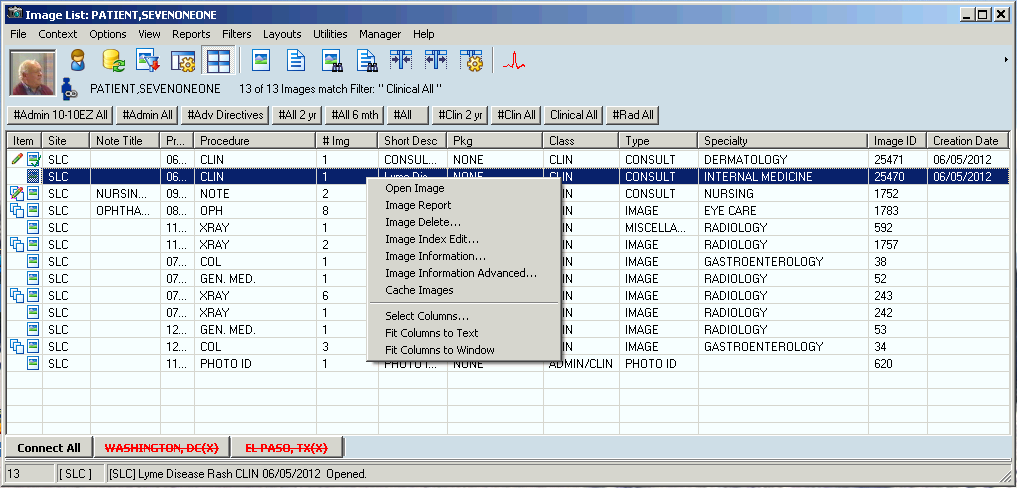 Image List: PATIENT,SEVENONEONE
File Context Options View Reports Filters Layouts Utilities Manager Help
PATIENT,SEVENONEONE 13 of 13 Images match Filter: " Clinical All "
#Admin 10-10EZ All #Admin All #Adv Directives #All 2 yr #All 6 mth #All #Clin 2 yr #Clin All Clinical All #Rad All
Item Site Note Title Pr... Procedure # Img Short Desc Pkg Class Type Specialty Image ID Creation Date
SLC 06... CLIN 1 CONSUL... NONE CLIN CONSULT DERMATOLOGY 25471 06/05/2012
SLC 06... CLIN 1 Lyme Dis... NONE CLIN CONSULT INTERNAL MEDICINE 25470 06/05/2012
SLC NURSIN... 09... NOTE 2 IN CONSULT NURSING 1752
SLC OPHTHA... 08... OPH 8 IN IMAGE EYE CARE 1783
SLC 11... XRAY 1 IN MISCELLA... RADIOLOGY 592
SLC 11... XRAY 2 IN IMAGE RADIOLOGY 1757
SLC 07... COL 1 IN IMAGE GASTROENTEROLOGY 38
SLC 07... GEN. MED. 1 IN IMAGE RADIOLOGY 52
SLC 07... XRAY 6 IN IMAGE RADIOLOGY 243
SLC 07... XRAY 1 IN IMAGE RADIOLOGY 242
SLC 12... GEN. MED. 1 IN IMAGE RADIOLOGY 53
SLC 12... COL 3 IN IMAGE GASTROENTEROLOGY 34
SLC 11... PHOTO ID 1 PHOTO I... NONE ADMIN/CLIN PHOTO ID 620
Open Image
Image Report
Image Delete...
Image Index Edit...
Image Information...
Image Information Advanced...
Cache Images
Select Columns...
Fit Columns to Text
Fit Columns to Window
Connect All WASHINGTON, DC(X) EL PASO, TX(X)
13 [ SLC ] [SLC] Lyme Disease Rash CLIN 06/05/2012 Opened.